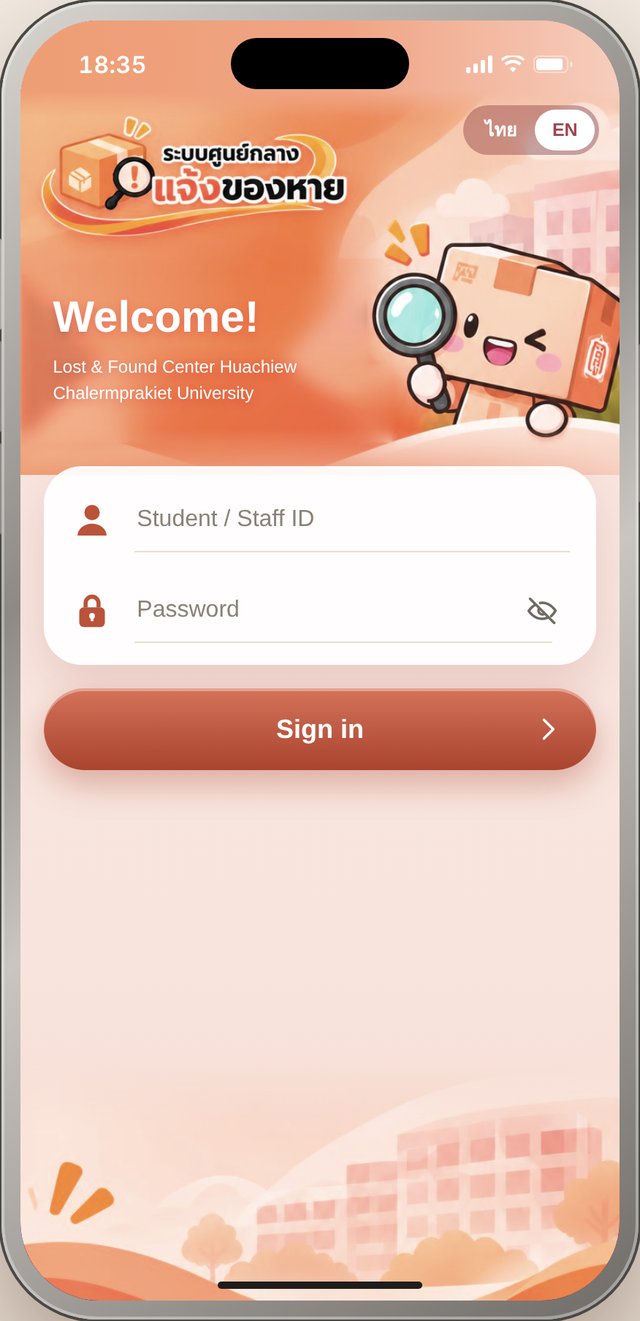 18:35
ไทย EN
ระบบศูนย์กลาง
แจ้งของหาย
Welcome!
Lost & Found Center Huachiew
Chalermprakiet University
Student / Staff ID
Password
Sign in